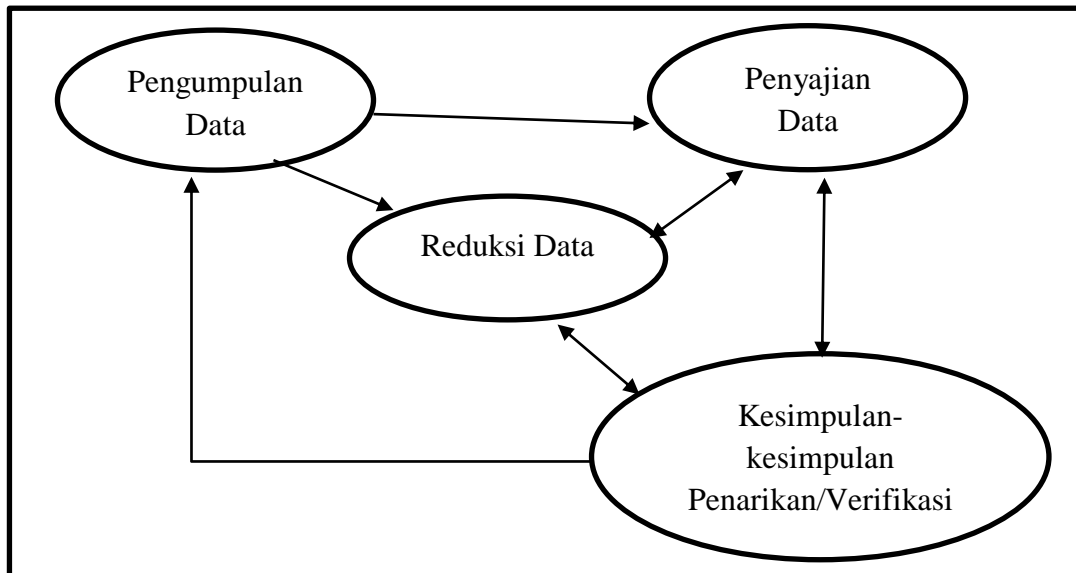 Pengumpulan
Data
Penyajian
Data
Reduksi Data
Kesimpulan-
kesimpulan
Penarikan/Verifikasi